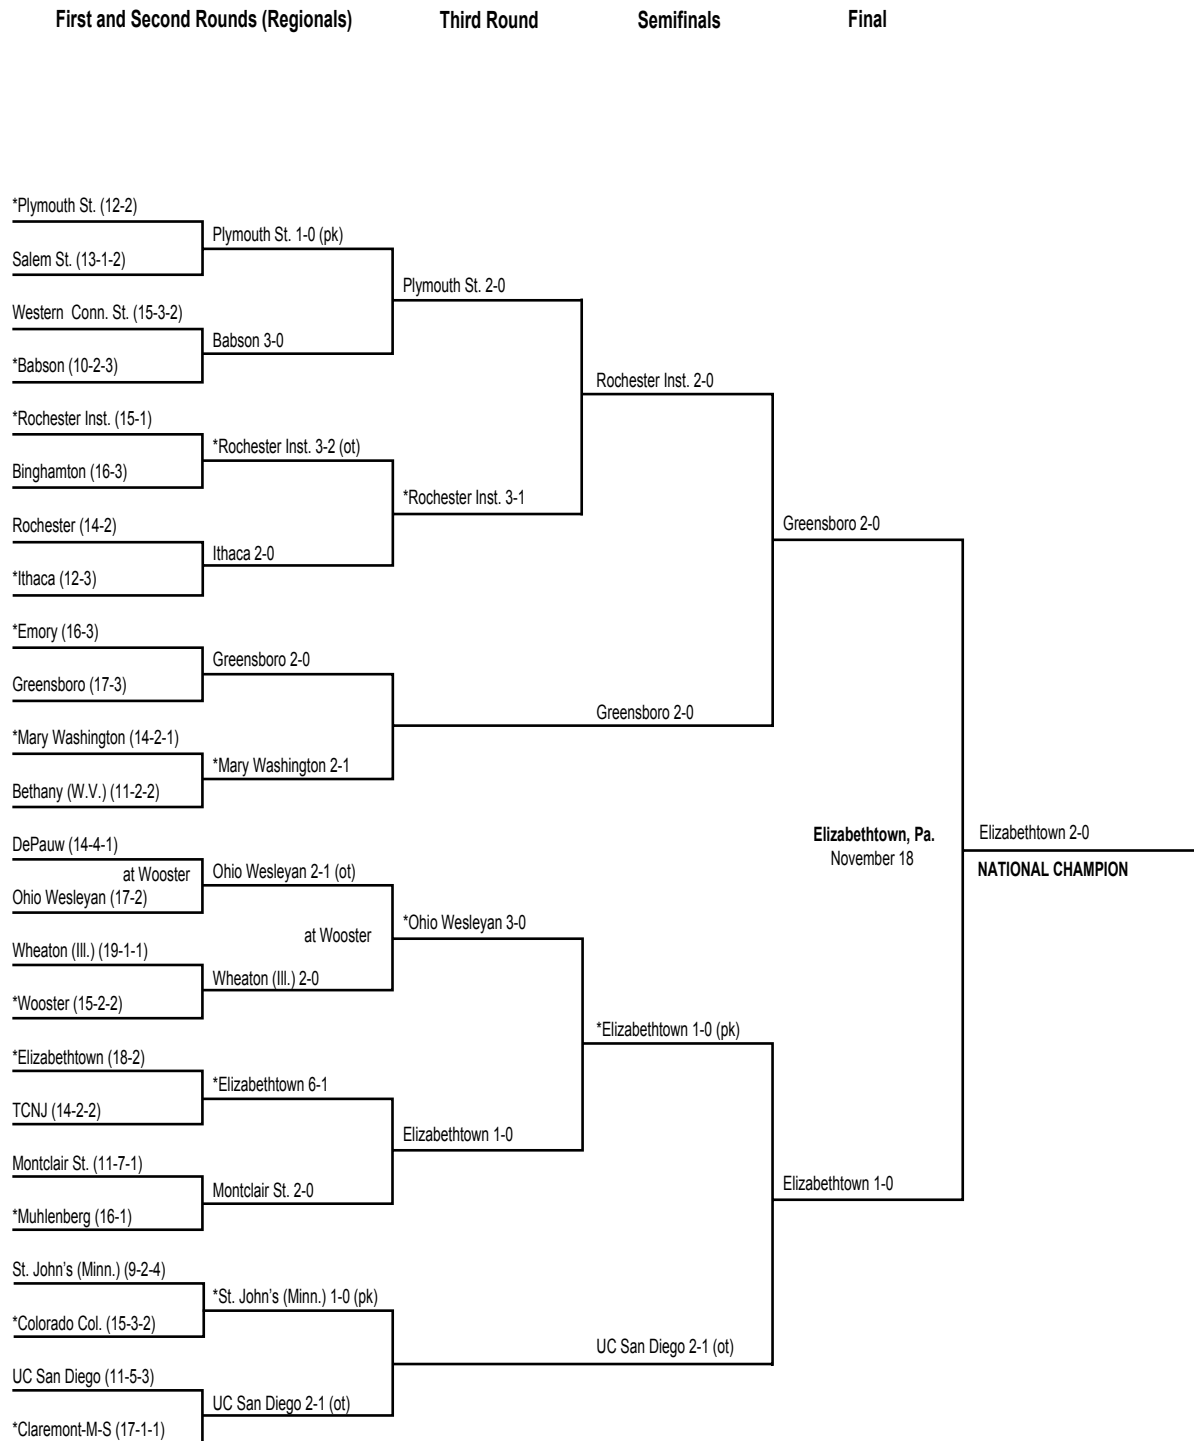 First and Second Rounds (Regionals)
Third Round
Semifinals
Final
*Plymouth St. (12-2)
Salem St. (13-1-2)
Western  Conn. St. (15-3-2)
*Babson (10-2-3)
*Rochester Inst. (15-1)
Binghamton (16-3)
Rochester (14-2)
*Ithaca (12-3)
*Emory (16-3)
Greensboro (17-3)
*Mary Washington (14-2-1)
Bethany (W.V.) (11-2-2)
DePauw (14-4-1)
at Wooster
Ohio Wesleyan (17-2)
Wheaton (Ill.) (19-1-1)
*Wooster (15-2-2)
*Elizabethtown (18-2)
TCNJ (14-2-2)
Montclair St. (11-7-1)
*Muhlenberg (16-1)
St. John's (Minn.) (9-2-4)
*Colorado Col. (15-3-2)
UC San Diego (11-5-3)
*Claremont-M-S (17-1-1)
Plymouth St. 1-0 (pk)
Babson 3-0
*Rochester Inst. 3-2 (ot)
Ithaca 2-0
Greensboro 2-0
*Mary Washington 2-1
Ohio Wesleyan 2-1 (ot)
at Wooster
Wheaton (Ill.) 2-0
*Elizabethtown 6-1
Montclair St. 2-0
*St. John's (Minn.) 1-0 (pk)
UC San Diego 2-1 (ot)
Plymouth St. 2-0
*Rochester Inst. 3-1
*Ohio Wesleyan 3-0
Elizabethtown 1-0
Rochester Inst. 2-0
Greensboro 2-0
*Elizabethtown 1-0 (pk)
UC San Diego 2-1 (ot)
Greensboro 2-0
Elizabethtown 1-0
Elizabethtown, Pa.
November 18
Elizabethtown 2-0
NATIONAL CHAMPION